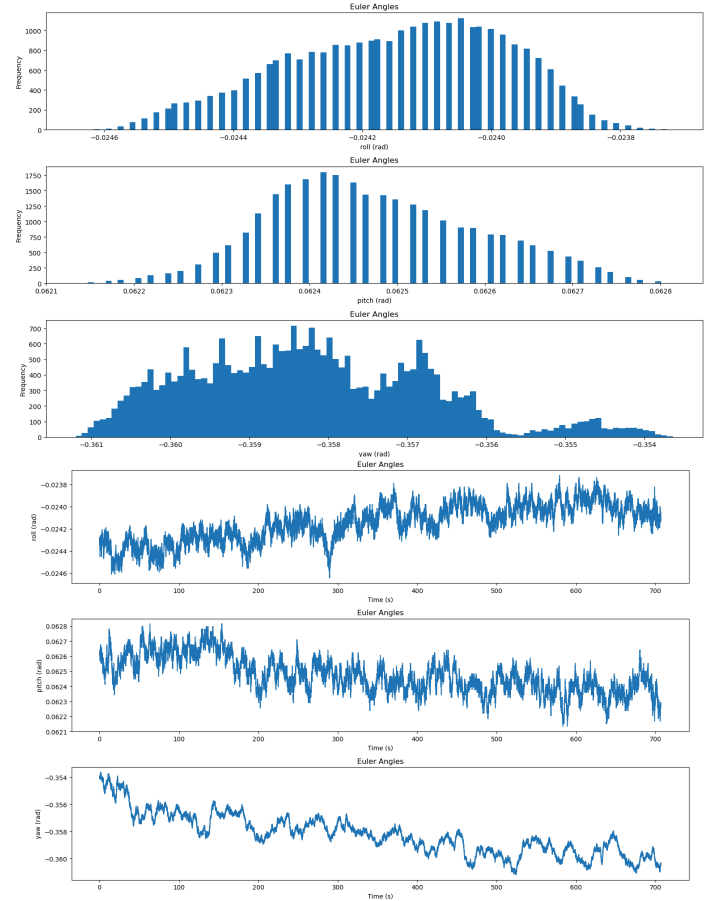 Euler Angles
1000
800
600
400
200
0
Frequency
−0.0246 −0.0244 −0.0242 −0.0240 −0.0238
roll (rad)
Euler Angles
1750
1500
1250
1000
750
500
250
0
Frequency
0.0621 0.0622 0.0623 0.0624 0.0625 0.0626 0.0627 0.0628
pitch (rad)
Euler Angles
700
600
500
400
300
200
100
0
Frequency
−0.361 −0.360 −0.359 −0.358 −0.357 −0.356 −0.355 −0.354
yaw (rad)
Euler Angles
−0.0238
−0.0240
−0.0242
−0.0244
−0.0246
roll (rad)
0 100 200 300 400 500 600 700
Time (s)
Euler Angles
0.0628
0.0627
0.0626
0.0625
0.0624
0.0623
0.0622
0.0621
pitch (rad)
0 100 200 300 400 500 600 700
Time (s)
Euler Angles
−0.354
−0.356
−0.358
−0.360
yaw (rad)
0 100 200 300 400 500 600 700
Time (s)